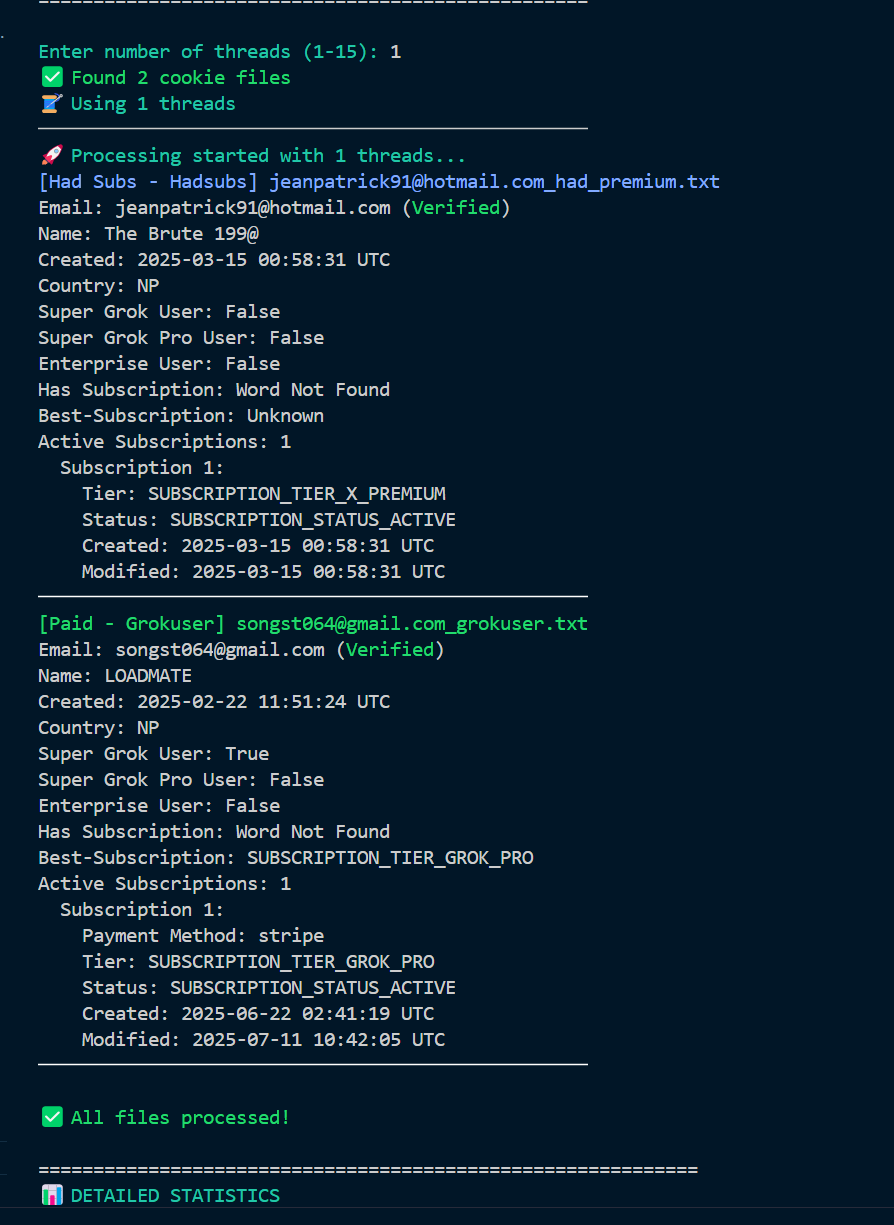 ==================================================
Enter number of threads (1-15): 1
✅ Found 2 cookie files
🧵 Using 1 threads
──────────────────────────────────────────────────
🚀 Processing started with 1 threads...
[Had Subs - Hadsubs] jeanpatrick91@hotmail.com_had_premium.txt
Email: jeanpatrick91@hotmail.com (Verified)
Name: The Brute 199@
Created: 2025-03-15 00:58:31 UTC
Country: NP
Super Grok User: False
Super Grok Pro User: False
Enterprise User: False
Has Subscription: Word Not Found
Best-Subscription: Unknown
Active Subscriptions: 1
  Subscription 1:
    Tier: SUBSCRIPTION_TIER_X_PREMIUM
    Status: SUBSCRIPTION_STATUS_ACTIVE
    Created: 2025-03-15 00:58:31 UTC
    Modified: 2025-03-15 00:58:31 UTC
──────────────────────────────────────────────────
[Paid - Grokuser] songst064@gmail.com_grokuser.txt
Email: songst064@gmail.com (Verified)
Name: LOADMATE
Created: 2025-02-22 11:51:24 UTC
Country: NP
Super Grok User: True
Super Grok Pro User: False
Enterprise User: False
Has Subscription: Word Not Found
Best-Subscription: SUBSCRIPTION_TIER_GROK_PRO
Active Subscriptions: 1
  Subscription 1:
    Payment Method: stripe
    Tier: SUBSCRIPTION_TIER_GROK_PRO
    Status: SUBSCRIPTION_STATUS_ACTIVE
    Created: 2025-06-22 02:41:19 UTC
    Modified: 2025-07-11 10:42:05 UTC
──────────────────────────────────────────────────
✅ All files processed!
============================================================
📊 DETAILED STATISTICS